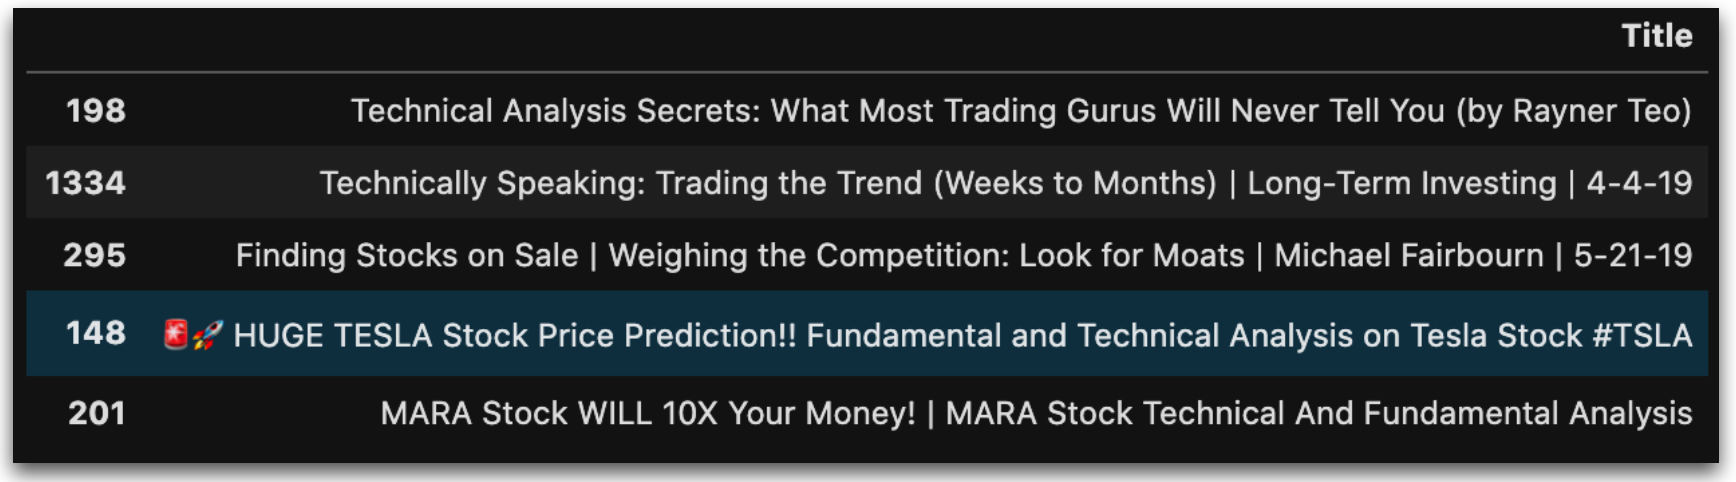 Title
198 Technical Analysis Secrets: What Most Trading Gurus Will Never Tell You (by Rayner Teo)
1334 Technically Speaking: Trading the Trend (Weeks to Months) | Long-Term Investing | 4-4-19
295 Finding Stocks on Sale | Weighing the Competition: Look for Moats | Michael Fairbourn | 5-21-19
148 🚨🚀 HUGE TESLA Stock Price Prediction!! Fundamental and Technical Analysis on Tesla Stock #TSLA
201 MARA Stock WILL 10X Your Money! | MARA Stock Technical And Fundamental Analysis